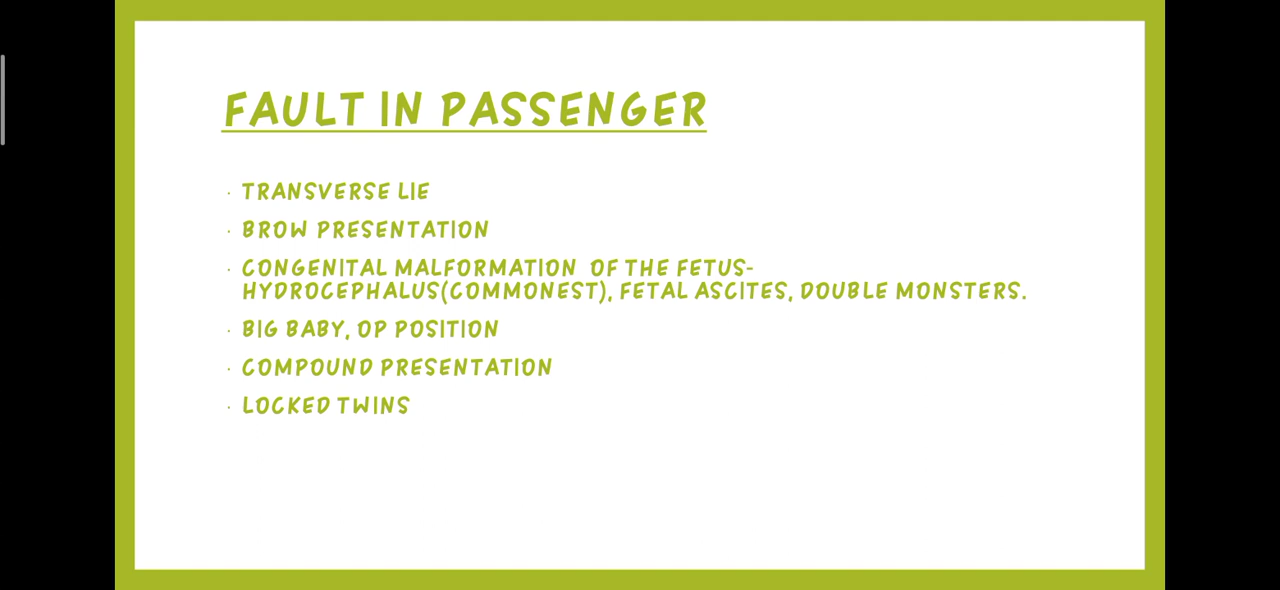 FAULT IN PASSENGER
· TRANSVERSE LIE
· BROW PRESENTATION
· CONGENITAL MALFORMATION OF THE FETUS-
HYDROCEPHALUS(COMMONEST), FETAL ASCITES, DOUBLE MONSTERS.
· BIG BABY, OP POSITION
· COMPOUND PRESENTATION
· LOCKED TWINS